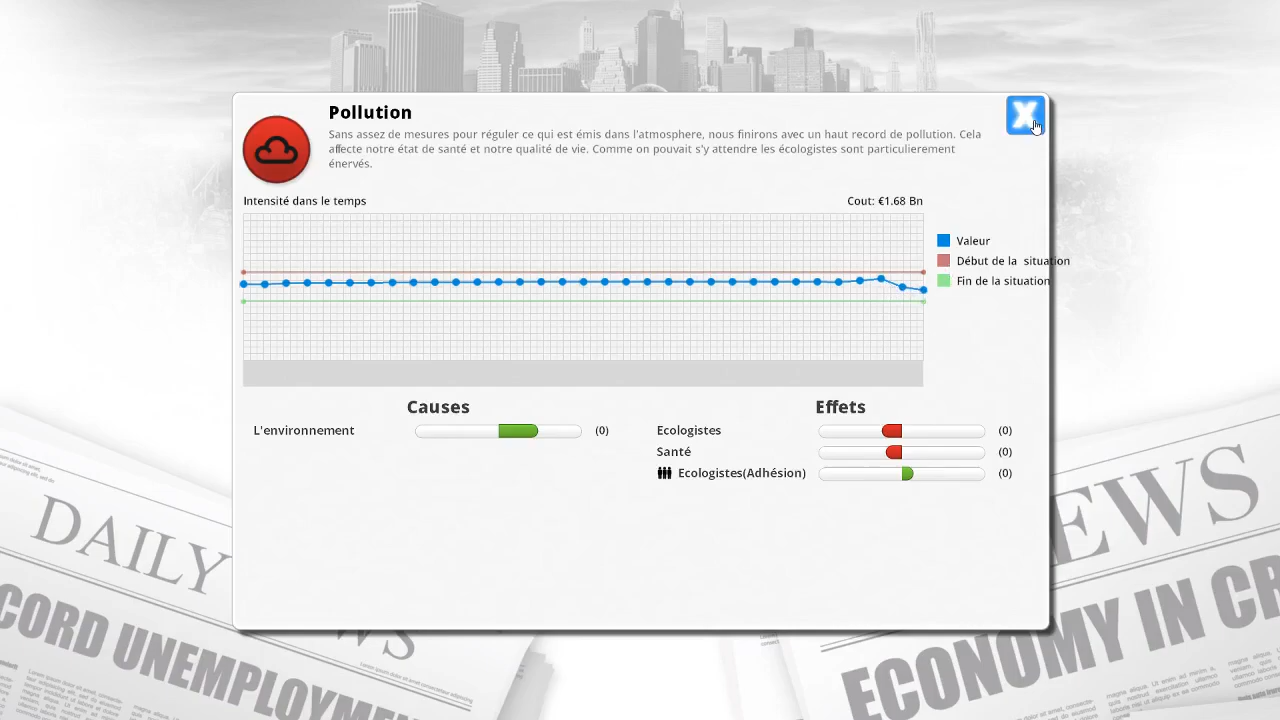 Pollution
Sans assez de mesures pour réguler ce qui est émis dans l'atmosphere, nous finirons avec un haut record de pollution. Cela
affecte notre état de santé et notre qualité de vie. Comme on pouvait s'y attendre les écologistes sont particulierement
énervés.
Intensité dans le temps
Cout: €1.68 Bn
Valeur
Début de la situation
Fin de la situation
Causes
Effets
L'environnement
(0)
Ecologistes
(0)
Santé
(0)
Ecologistes(Adhésion)
(0)
DAILY
WS
CORD UNEMPLOYME
EWS
ECONOMY IN CR